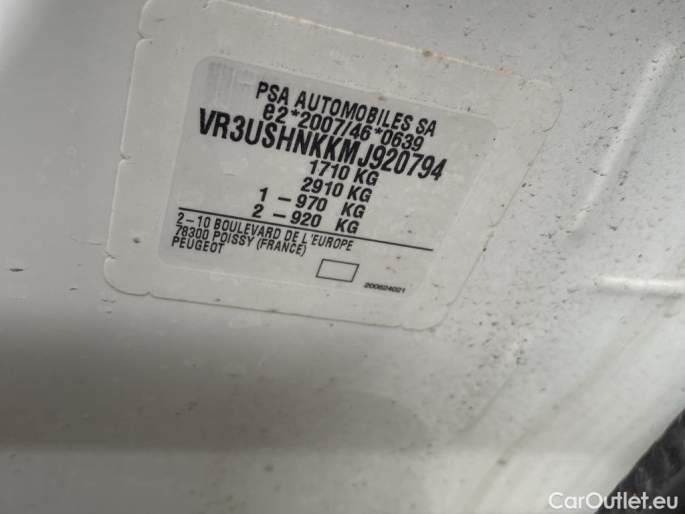 PSA AUTOMOBILES SA
e2*2007/46*0639
VR3USHNKKMJ920794
1710 KG
2910 KG
1 – 970 KG
2 – 920 KG
2–10 BOULEVARD DE L'EUROPE
78300 POISSY (FRANCE)
PEUGEOT
200624021
CarOutlet.eu